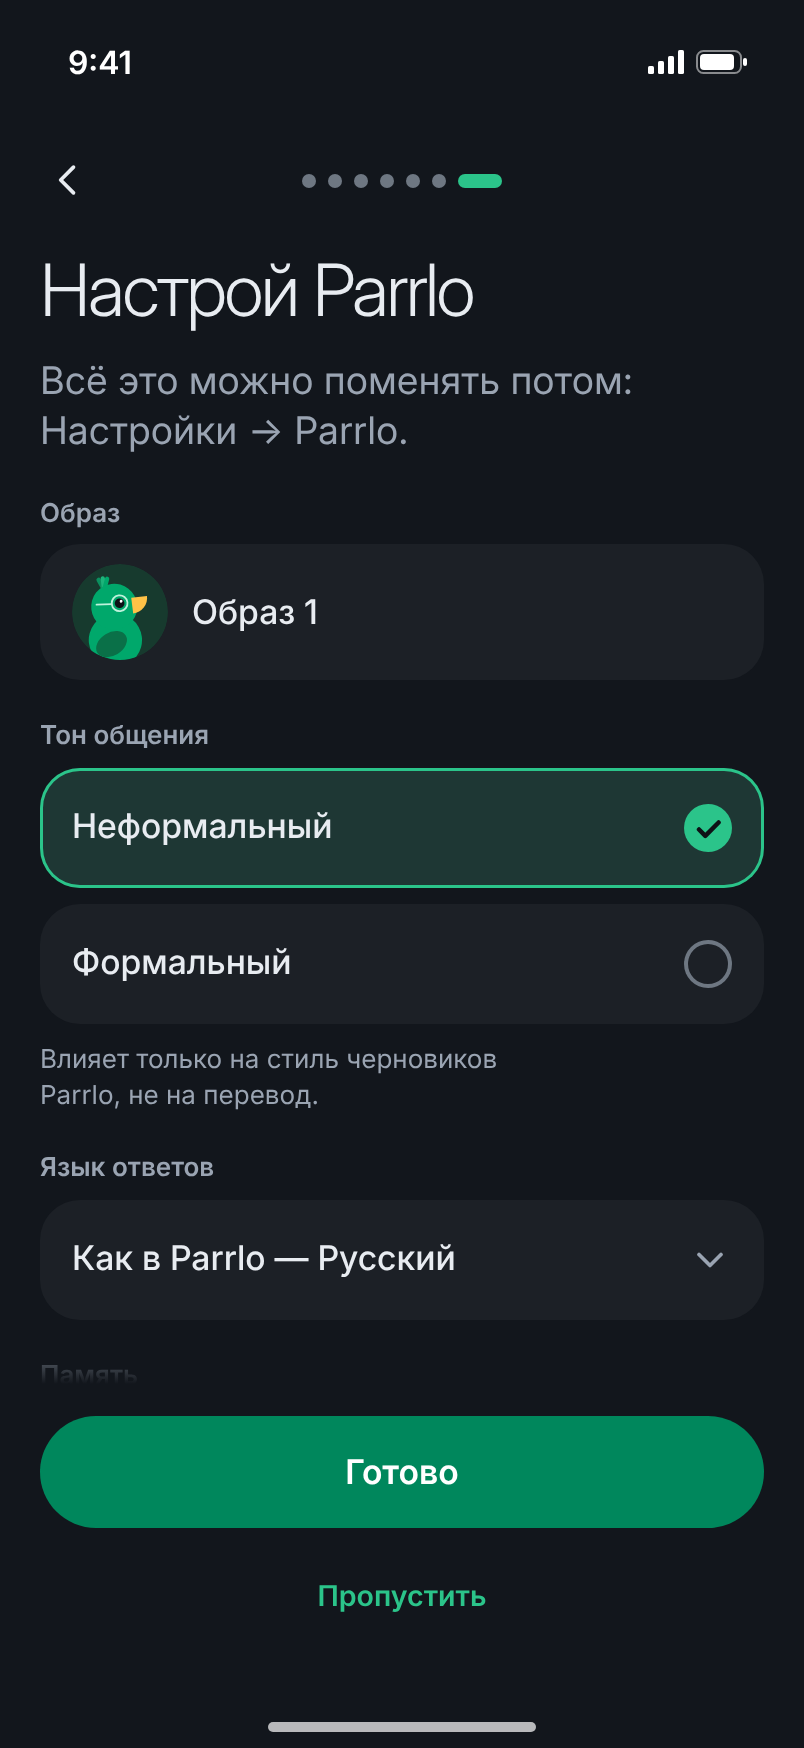 9:41
Настрой Parrlo
Всё это можно поменять потом:
Настройки → Parrlo.
Образ
Образ 1
Тон общения
Неформальный
Формальный
Влияет только на стиль черновиков
Parrlo, не на перевод.
Язык ответов
Как в Parrlo — Русский
Память
Готово
Пропустить